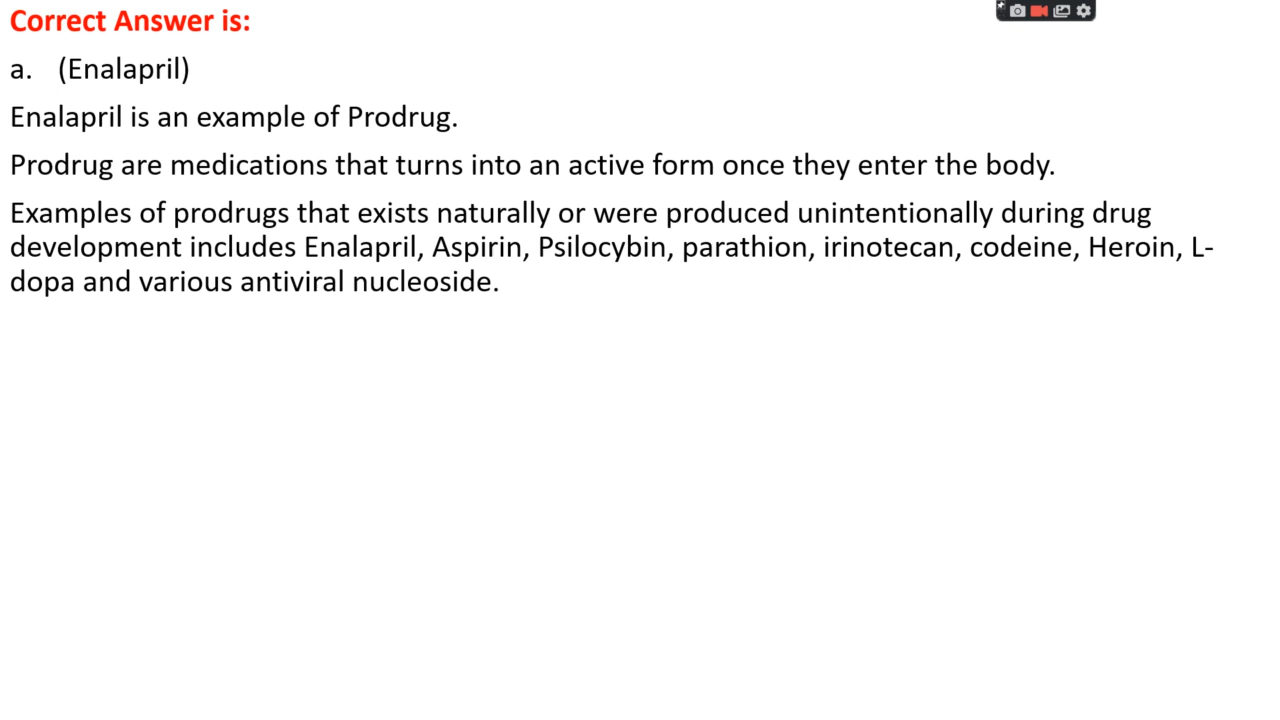 Correct Answer is:
a. (Enalapril)
Enalapril is an example of Prodrug.
Prodrug are medications that turns into an active form once they enter the body.
Examples of prodrugs that exists naturally or were produced unintentionally during drug
development includes Enalapril, Aspirin, Psilocybin, parathion, irinotecan, codeine, Heroin, L-
dopa and various antiviral nucleoside.